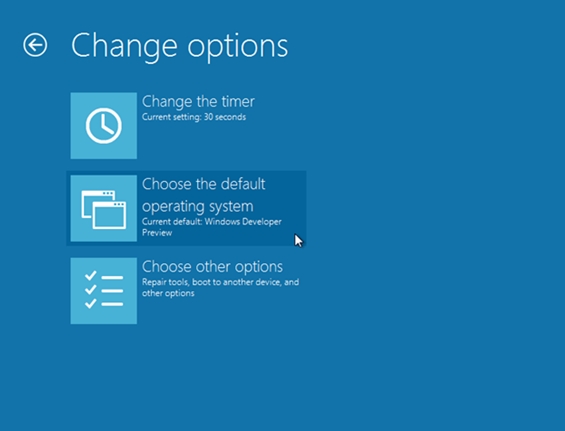 Change options
Change the timer
Current setting: 30 seconds
Choose the default
operating system
Current default: Windows Developer
Preview
Choose other options
Repair tools, boot to another device, and
other options